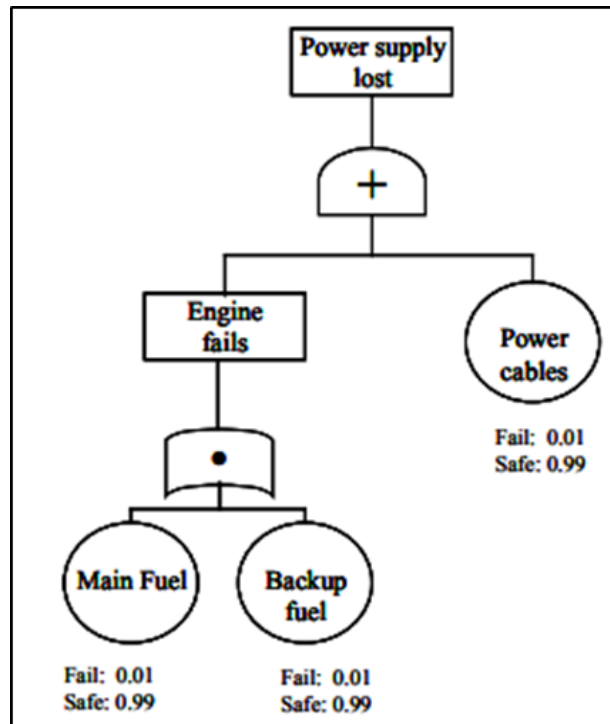 Power supply
lost
+
Engine
fails
Power
cables
Fail: 0.01
Safe: 0.99
•
Main Fuel
Backup
fuel
Fail: 0.01
Safe: 0.99
Fail: 0.01
Safe: 0.99